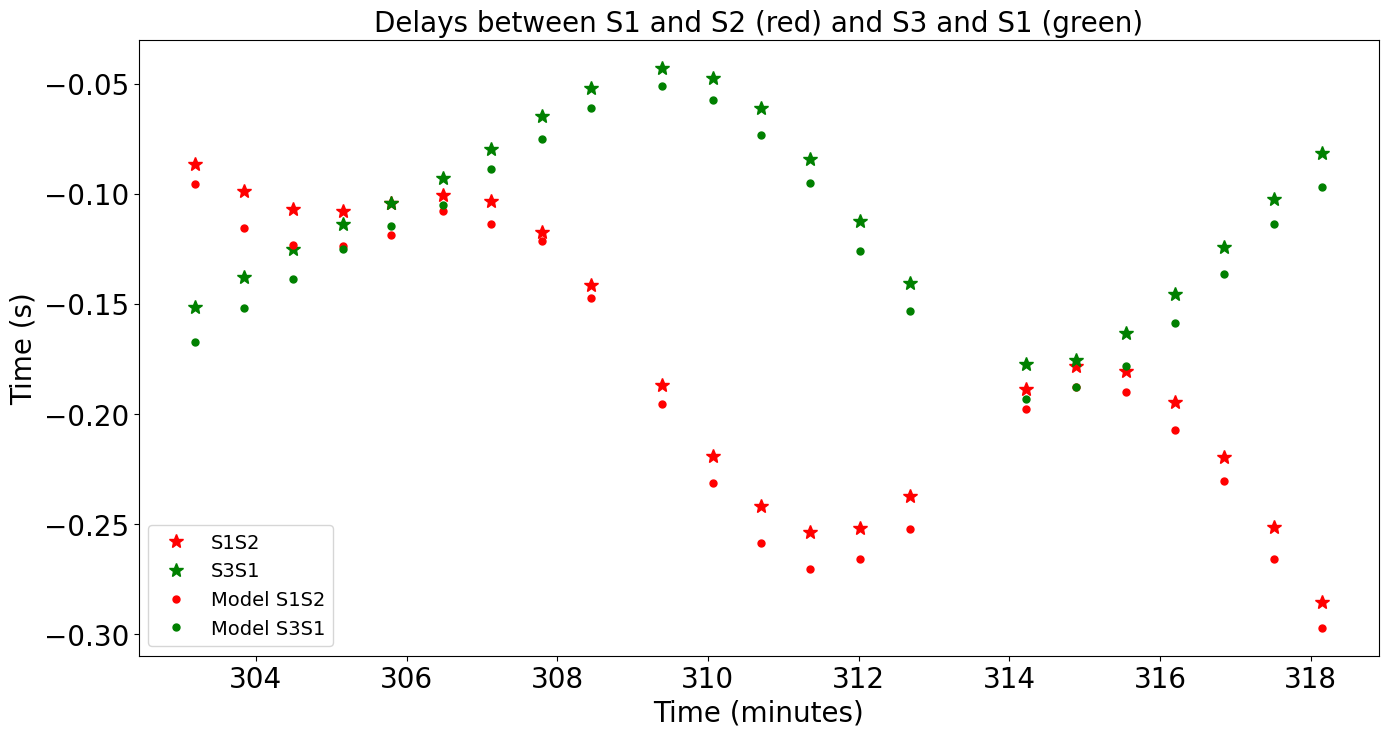 Delays between S1 and S2 (red) and S3 and S1 (green)
Time (s)
−0.05
−0.10
−0.15
−0.20
−0.25
−0.30
S1S2
S3S1
Model S1S2
Model S3S1
304 306 308 310 312 314 316 318
Time (minutes)